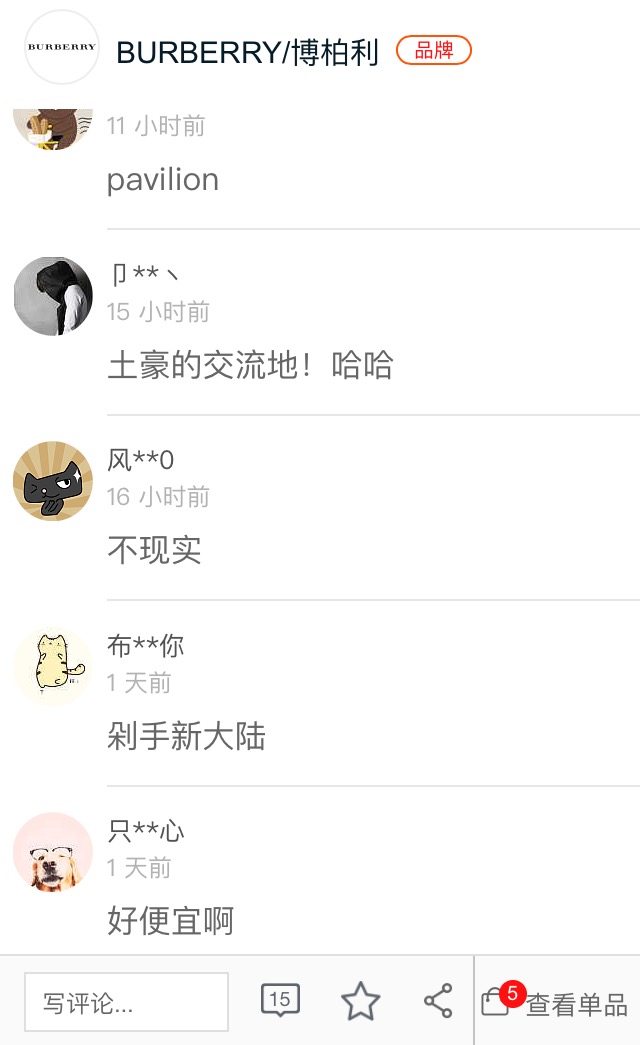 BURBERRY
BURBERRY/博柏利
品牌
11 小时前
pavilion
卩**丶
15 小时前
土豪的交流地！哈哈
风**0
16 小时前
不现实
布**你
1 天前
剁手新大陆
只**心
1 天前
好便宜啊
写评论...
15
5
查看单品